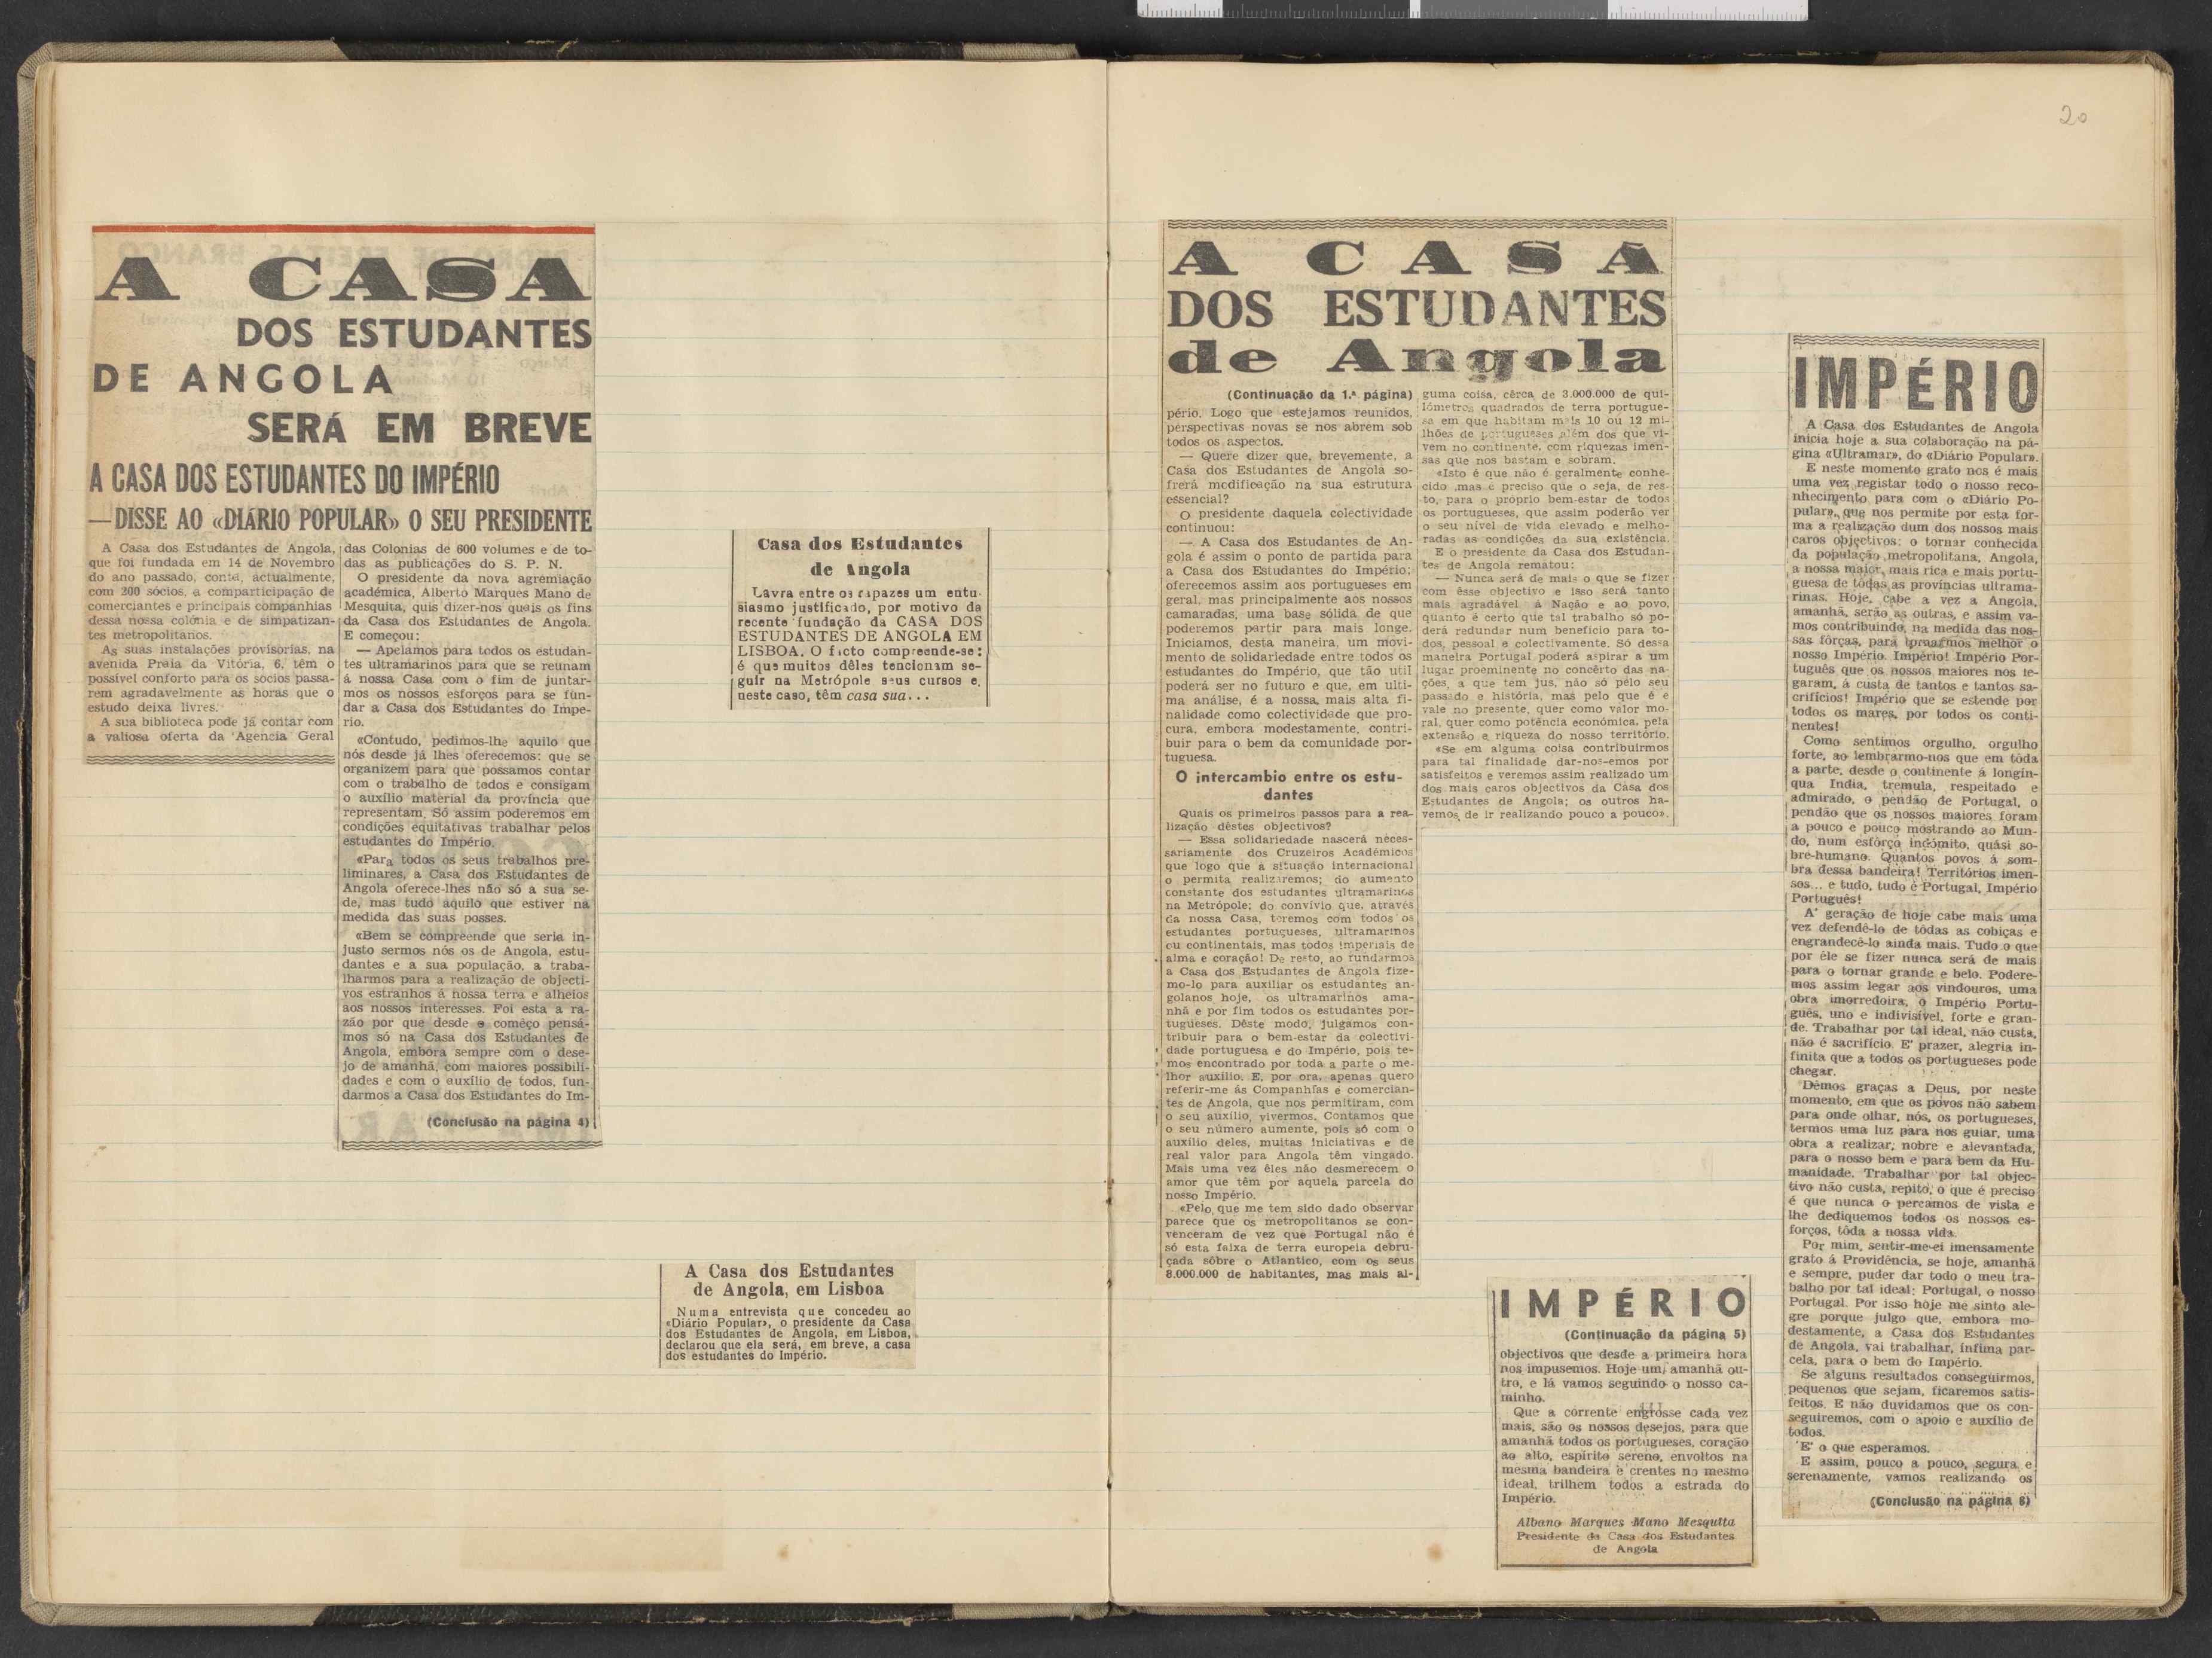 A CASA
DOS ESTUDANTES
DE ANGOLA
SERÁ EM BREVE
A CASA DOS ESTUDANTES DO IMPÉRIO
—DISSE AO «DIÁRIO POPULAR» O SEU PRESIDENTE
A Casa dos Estudantes de Angola,
que foi fundada em 14 de Novembro
do ano passado, conta, actualmente,
com 200 sócios, a comparticipação de
comerciantes e principais companhias
dessa nossa colónia e de simpatizan-
tes metropolitanos.
As suas instalações provisorias, na
avenida Praia da Vitória, 6, têm o
possível conforto para os sócios passa-
rem agradavelmente as horas que o
estudo deixa livres.
A sua biblioteca pode já contar com
a valiosa oferta da Agencia Geral
das Colonias de 600 volumes e de to-
das as publicações do S. P. N.
O presidente da nova agremiação
académica, Alberto Marques Mano de
Mesquita, quis dizer-nos quais os fins
da Casa dos Estudantes de Angola.
E começou:
— Apelamos para todos os estudan-
tes ultramarinos para que se reunam
á nossa Casa com o fim de juntar-
mos os nossos esforços para se fun-
dar a Casa dos Estudantes do Impe-
rio.
«Contudo, pedimos-lhe aquilo que
nós desde já lhes oferecemos: que se
organizem para que possamos contar
com o trabalho de todos e consigam
o auxílio material da província que
representam. Só assim poderemos em
condições equitativas trabalhar pelos
estudantes do Império.
«Para todos os seus trabalhos pre-
liminares, a Casa dos Estudantes de
Angola oferece-lhes não só a sua se-
de, mas tudo aquilo que estiver na
medida das suas posses.
«Bem se compreende que seria in-
justo sermos nós os de Angola, estu-
dantes e a sua população, a traba-
lharmos para a realização de objecti-
vos estranhos á nossa terra e alheios
aos nossos interesses. Foi esta a ra-
zão por que desde o comêço pensá-
mos só na Casa dos Estudantes de
Angola, embora sempre com o dese-
jo de amanhã, com maiores possibili-
dades e com o auxílio de todos, fun-
darmos a Casa dos Estudantes do Im-
(Conclusão na página 4)
Casa dos Estudantes
de Angola
Lavra entre os rapazes um entu-
siasmo justificado, por motivo da
recente fundação da CASA DOS
ESTUDANTES DE ANGOLA EM
LISBOA. O facto compreende-se:
é que muitos dêles tencionam se-
guir na Metrópole seus cursos e,
neste caso, têm casa sua...
A Casa dos Estudantes
de Angola, em Lisboa
Numa entrevista que concedeu ao
«Diário Popular», o presidente da Casa
dos Estudantes de Angola, em Lisboa,
declarou que ela será, em breve, a casa
dos estudantes do Império.
20
A CASA
DOS ESTUDANTES
de Angola
(Continuação da 1.ª página)
pério. Logo que estejamos reunidos,
perspectivas novas se nos abrem sob
todos os aspectos.
— Quere dizer que, brevemente, a
Casa dos Estudantes de Angola so-
frerá modificação na sua estrutura
essencial?
O presidente daquela colectividade
continuou:
— A Casa dos Estudantes de An-
gola é assim o ponto de partida para
a Casa dos Estudantes do Império;
oferecemos assim aos portugueses em
geral, mas principalmente aos nossos
camaradas, uma base sólida de que
poderemos partir para mais longe.
Iniciamos, desta maneira, um movi-
mento de solidariedade entre todos os
estudantes do Império, que tão util
poderá ser no futuro e que, em ulti-
ma análise, é a nossa mais alta fi-
nalidade como colectividade que pro-
cura, embora modestamente, contri-
buir para o bem da comunidade por-
tuguesa.
O intercambio entre os estu-
dantes
Quais os primeiros passos para a rea-
lização dêstes objectivos?
— Essa solidariedade nascerá neces-
sariamente dos Cruzeiros Académicos
que logo que a situação internacional
o permita realizaremos; do aumento
constante dos estudantes ultramarinos
na Metrópole; do convívio que, através
da nossa Casa, teremos com todos os
estudantes portugueses, ultramarinos
ou continentais, mas todos imperiais de
alma e coração! De resto, ao fundarmos
a Casa dos Estudantes de Angola fize-
mo-lo para auxiliar os estudantes an-
golanos hoje, os ultramarinos ama-
nhã e por fim todos os estudantes por-
tugueses. Dêste modo, julgamos con-
tribuir para o bem-estar da colectivi-
dade portuguesa e do Império, pois te-
mos encontrado por toda a parte o me-
lhor auxílio. E, por ora, apenas quero
referir-me ás Companhias e comercian-
tes de Angola, que nos permitiram, com
o seu auxílio, vivermos. Contamos que
o seu número aumente, pois só com o
auxílio deles, muitas iniciativas e de
real valor para Angola têm vingado.
Mais uma vez êles não desmerecem o
amor que têm por aquela parcela do
nosso Império.
«Pelo que me tem sido dado observar
parece que os metropolitanos se con-
venceram de vez que Portugal não é
só esta faixa de terra europeia debru-
çada sôbre o Atlantico, com os seus
8.000.000 de habitantes, mas mais al-
guma coisa, cêrca de 3.000.000 de qui-
lómetros quadrados de terra portugue-
sa em que habitam mais 10 ou 12 mi-
lhões de portugueses além dos que vi-
vem no continente, com riquezas imen-
sas que nos bastam e sobram.
«Isto é que não é geralmente conhe-
cido mas é preciso que o seja, de res-
to, para o próprio bem-estar de todos
os portugueses, que assim poderão ver
o seu nível de vida elevado e melho-
radas as condições da sua existência.
E o presidente da Casa dos Estudan-
tes de Angola rematou:
— Nunca será de mais o que se fizer
com êsse objectivo e isso será tanto
mais agradável á Nação e ao povo,
quanto é certo que tal trabalho só po-
derá redundar num benefício para to-
dos, pessoal e colectivamente. Só dessa
maneira Portugal poderá aspirar a um
lugar proeminente no concêrto das na-
ções, a que tem jus, não só pélo seu
passado e história, mas pelo que é e
vale no presente, quer como valor mo-
ral, quer como potência económica, pela
extensão e riqueza do nosso território.
«Se em alguma coisa contribuirmos
para tal finalidade dar-nos-emos por
satisfeitos e veremos assim realizado um
dos mais caros objectivos da Casa dos
Estudantes de Angola; os outros ha-
vemos de ir realizando pouco a pouco».
IMPÉRIO
A Casa dos Estudantes de Angola
inicia hoje a sua colaboração na pá-
gina «Ultramar», do «Diário Popular».
E neste momento grato nos é mais
uma vez registar todo o nosso reco-
nhecimento para com o «Diário Po-
pular», que nos permite por esta for-
ma a realização dum dos nossos mais
caros objectivos: o tornar conhecida
da população metropolitana, Angola,
a nossa maior, mais rica e mais portu-
guesa de tôdas as províncias ultrama-
rinas. Hoje, cabe a vez a Angola,
amanhã, serão as outras, e assim va-
mos contribuindo, na medida das nos-
sas fôrças, para melhor o
nosso Império. Império! Império Por-
tuguês que os nossos maiores nos le-
garam, á custa de tantos e tantos sa-
crifícios! Império que se estende por
todos os mares, por todos os conti-
nentes!
Como sentimos orgulho, orgulho
forte, ao lembrarmo-nos que em tôda
a parte, desde o continente á longín-
qua India, tremula, respeitado e
admirado, o pendão de Portugal, o
pendão que os nossos maiores foram
a pouco e pouco mostrando ao Mun-
do, num esfôrço indómito, quási so-
bre-humano. Quantos povos á som-
bra dessa bandeira! Territórios imen-
sos... e tudo, tudo é Portugal, Império
Português!
A' geração de hoje cabe mais uma
vez defendê-lo de tôdas as cobiças e
engrandecê-lo ainda mais. Tudo o que
por êle se fizer nunca será de mais
para o tornar grande e belo. Podere-
mos assim legar aos vindouros, uma
obra imorredoira, o Império Portu-
guês, uno e indivisível, forte e gran-
de. Trabalhar por tal ideal, não custa,
não é sacrifício. E' prazer, alegria in-
finita que a todos os portugueses pode
chegar.
Dêmos graças a Deus, por neste
momento, em que os povos não sabem
para onde olhar, nós, os portugueses,
termos uma luz para nos guiar, uma
obra a realizar, nobre e alevantada,
para o nosso bem e para bem da Hu-
manidade. Trabalhar por tal objec-
tivo não custa, repito, o que é preciso
é que nunca o percamos de vista e
lhe dediquemos todos os nossos es-
forços, tôda a nossa vida.
Por mim, sentir-me-ei imensamente
grato á Providência, se hoje, amanhã
e sempre, puder dar todo o meu tra-
balho por tal ideal: Portugal, o nosso
Portugal. Por isso hoje me sinto ale-
gre porque julgo que, embora mo-
destamente, a Casa dos Estudantes
de Angola, vai trabalhar, ínfima par-
cela, para o bem do Império.
Se alguns resultados conseguirmos,
pequenos que sejam, ficaremos satis-
feitos. E não duvidamos que os con-
seguiremos, com o apoio e auxílio de
todos.
E' o que esperamos.
E assim, pouco a pouco, segura e
serenamente, vamos realizando os
(Conclusão na página 8)
IMPÉRIO
(Continuação da página 5)
objectivos que desde a primeira hora
nos impusemos. Hoje um, amanhã ou-
tro, e lá vamos seguindo o nosso ca-
minho.
Que a corrente engrosse cada vez
mais, são os nossos desejos, para que
amanhã todos os portugueses, coração
ao alto, espírito sereno, envoltos na
mesma bandeira e crentes no mesmo
ideal, trilhem todos a estrada do
Império.
Albano Marques Mano Mesquita
Presidente da Casa dos Estudantes
de Angola